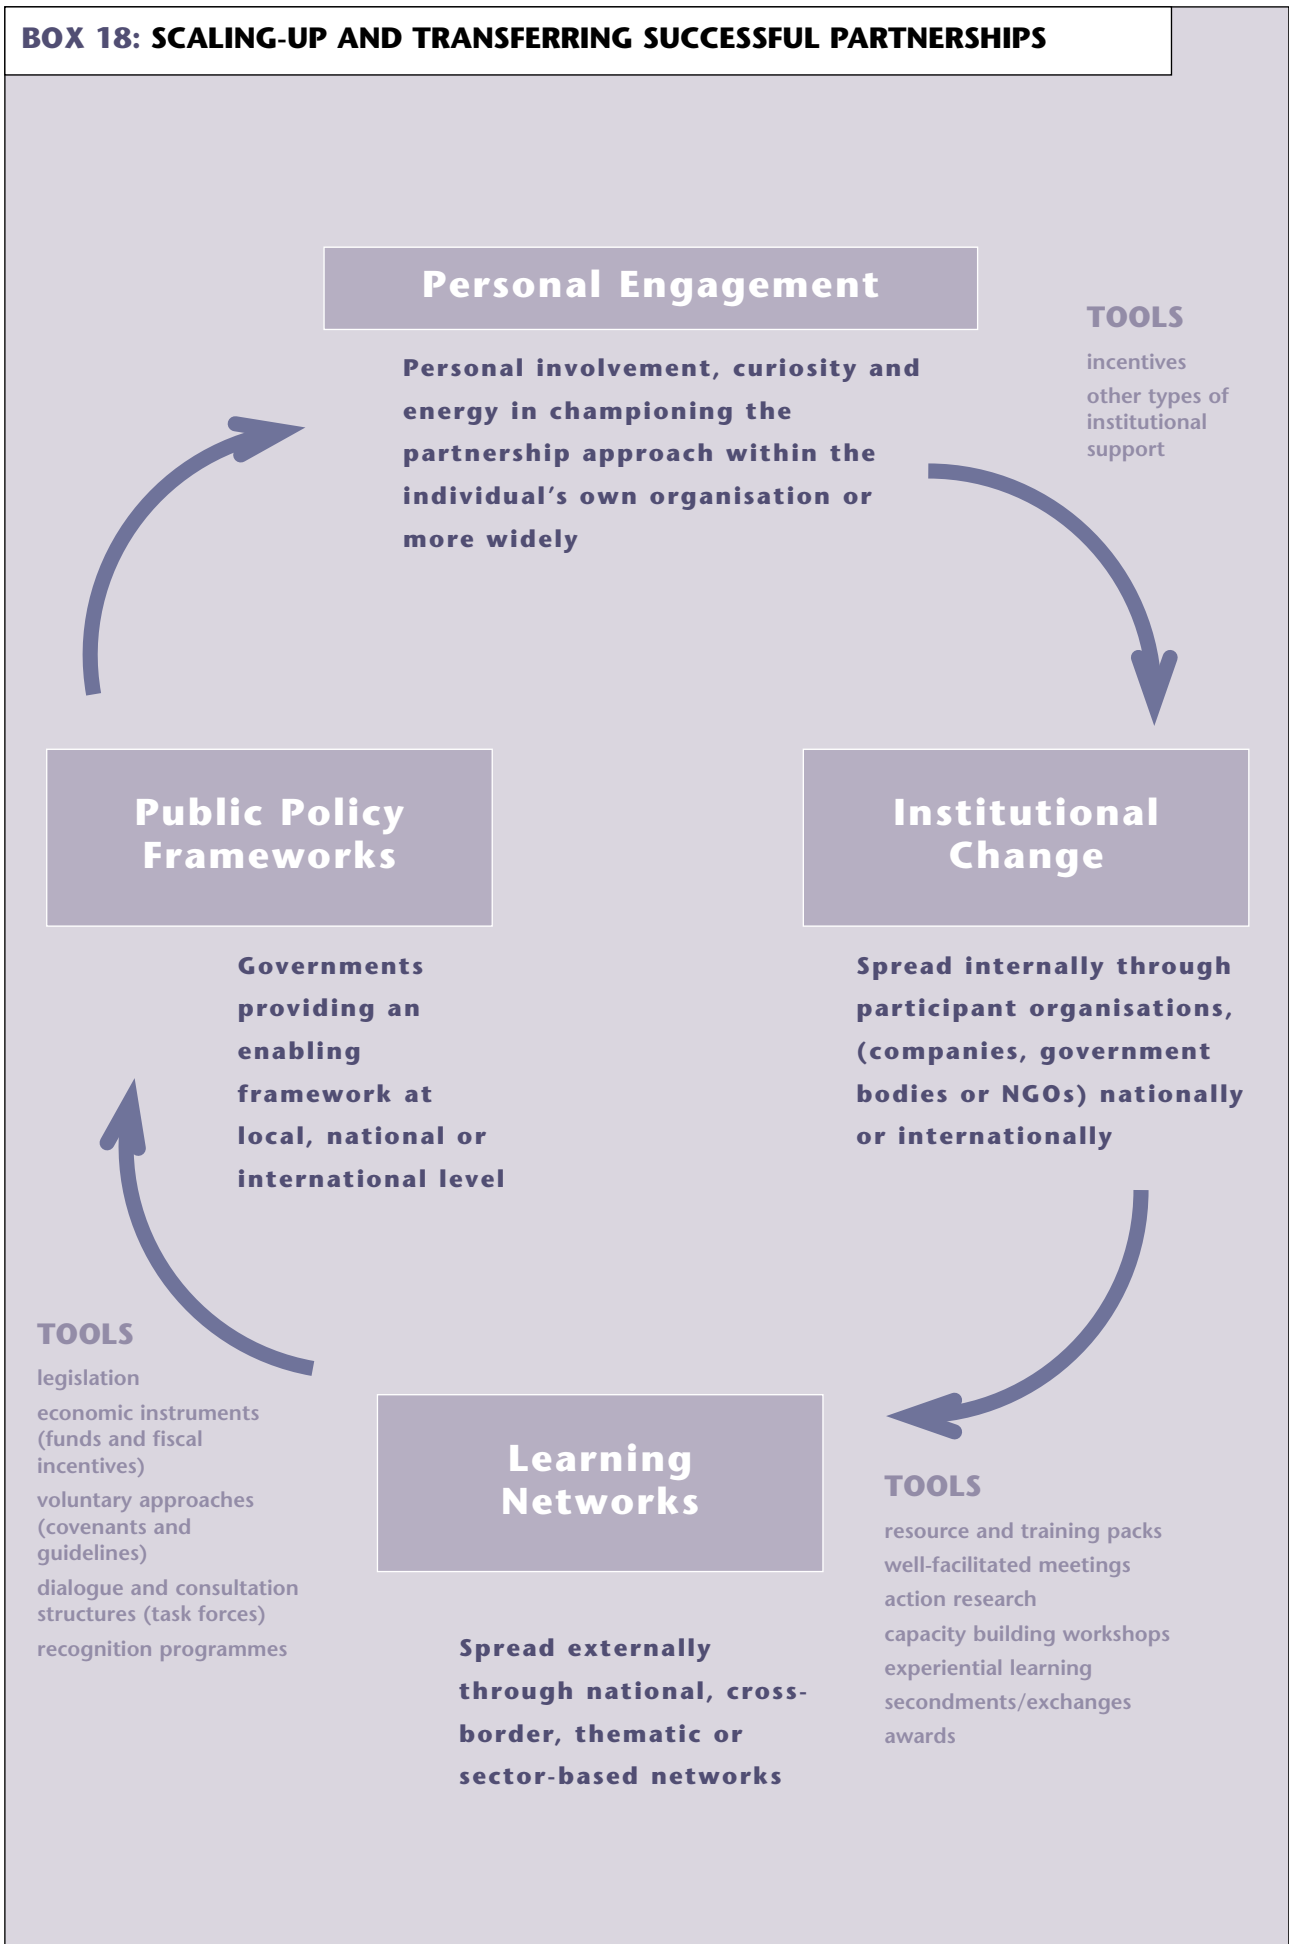 BOX 18: SCALING-UP AND TRANSFERRING SUCCESSFUL PARTNERSHIPS
Personal Engagement
Personal involvement, curiosity and
energy in championing the
partnership approach within the
individual's own organisation or
more widely
TOOLS
incentives
other types of
institutional
support
Public Policy
Frameworks
Governments
providing an
enabling
framework at
local, national or
international level
Institutional
Change
Spread internally through
participant organisations,
(companies, government
bodies or NGOs) nationally
or internationally
TOOLS
legislation
economic instruments
(funds and fiscal
incentives)
voluntary approaches
(covenants and
guidelines)
dialogue and consultation
structures (task forces)
recognition programmes
Learning
Networks
Spread externally
through national, cross-
border, thematic or
sector-based networks
TOOLS
resource and training packs
well-facilitated meetings
action research
capacity building workshops
experiential learning
secondments/exchanges
awards